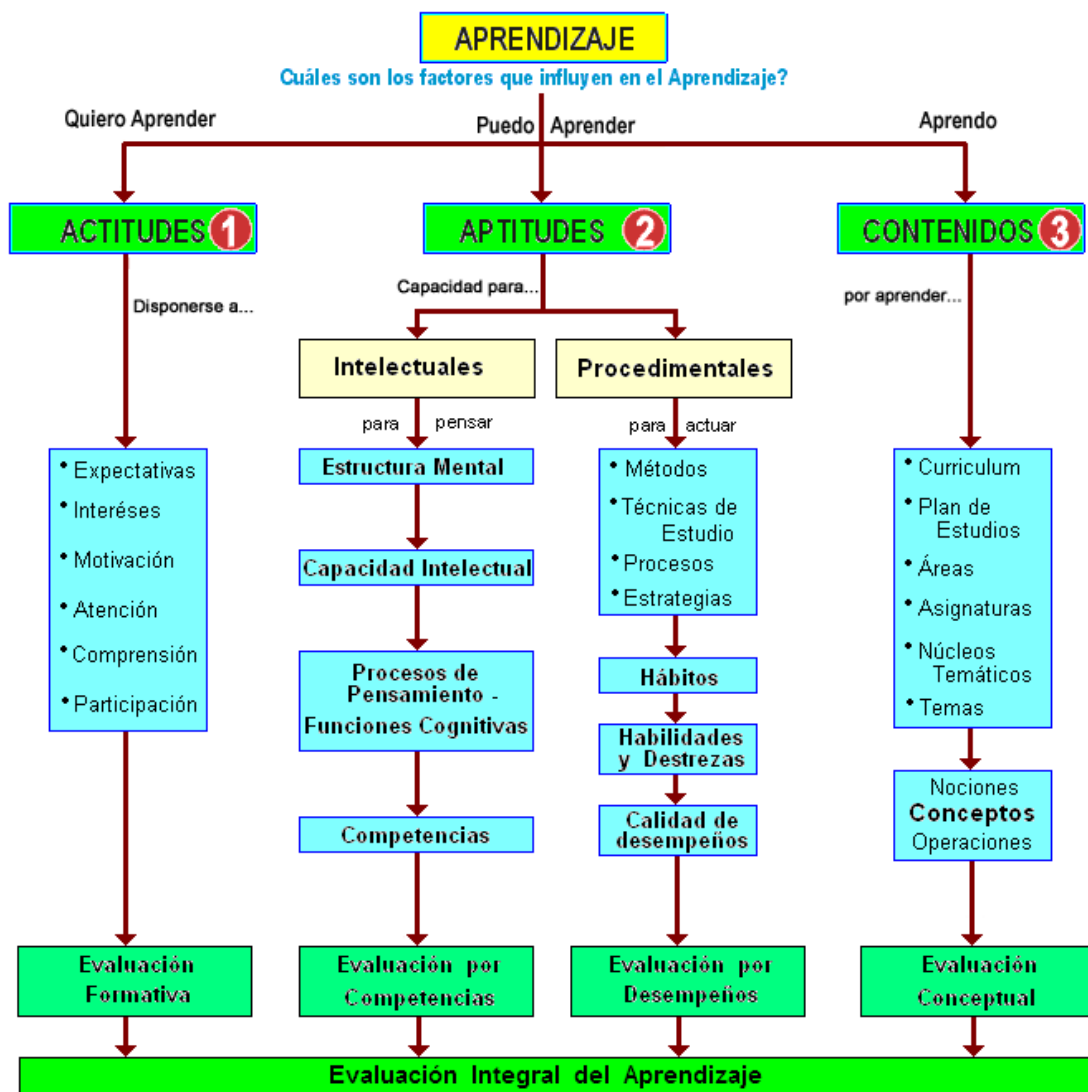 APRENDIZAJE
Cuáles son los factores que influyen en el Aprendizaje?
Quiero Aprender
Puedo Aprender
Aprendo
ACTITUDES 1
APTITUDES 2
CONTENIDOS 3
Disponerse a...
Capacidad para...
por aprender...
Intelectuales
Procedimentales
para pensar
para actuar
• Expectativas
• Interéses
• Motivación
• Atención
• Comprensión
• Participación
Estructura Mental
Capacidad Intelectual
Procesos de
Pensamiento -
Funciones Cognitivas
Competencias
• Métodos
• Técnicas de
Estudio
• Procesos
• Estrategias
Hábitos
Habilidades
y Destrezas
Calidad de
desempeños
• Curriculum
• Plan de
Estudios
• Áreas
• Asignaturas
• Núcleos
Temáticos
• Temas
Nociones
Conceptos
Operaciones
Evaluación
Formativa
Evaluación por
Competencias
Evaluación por
Desempeños
Evaluación
Conceptual
Evaluación Integral del Aprendizaje